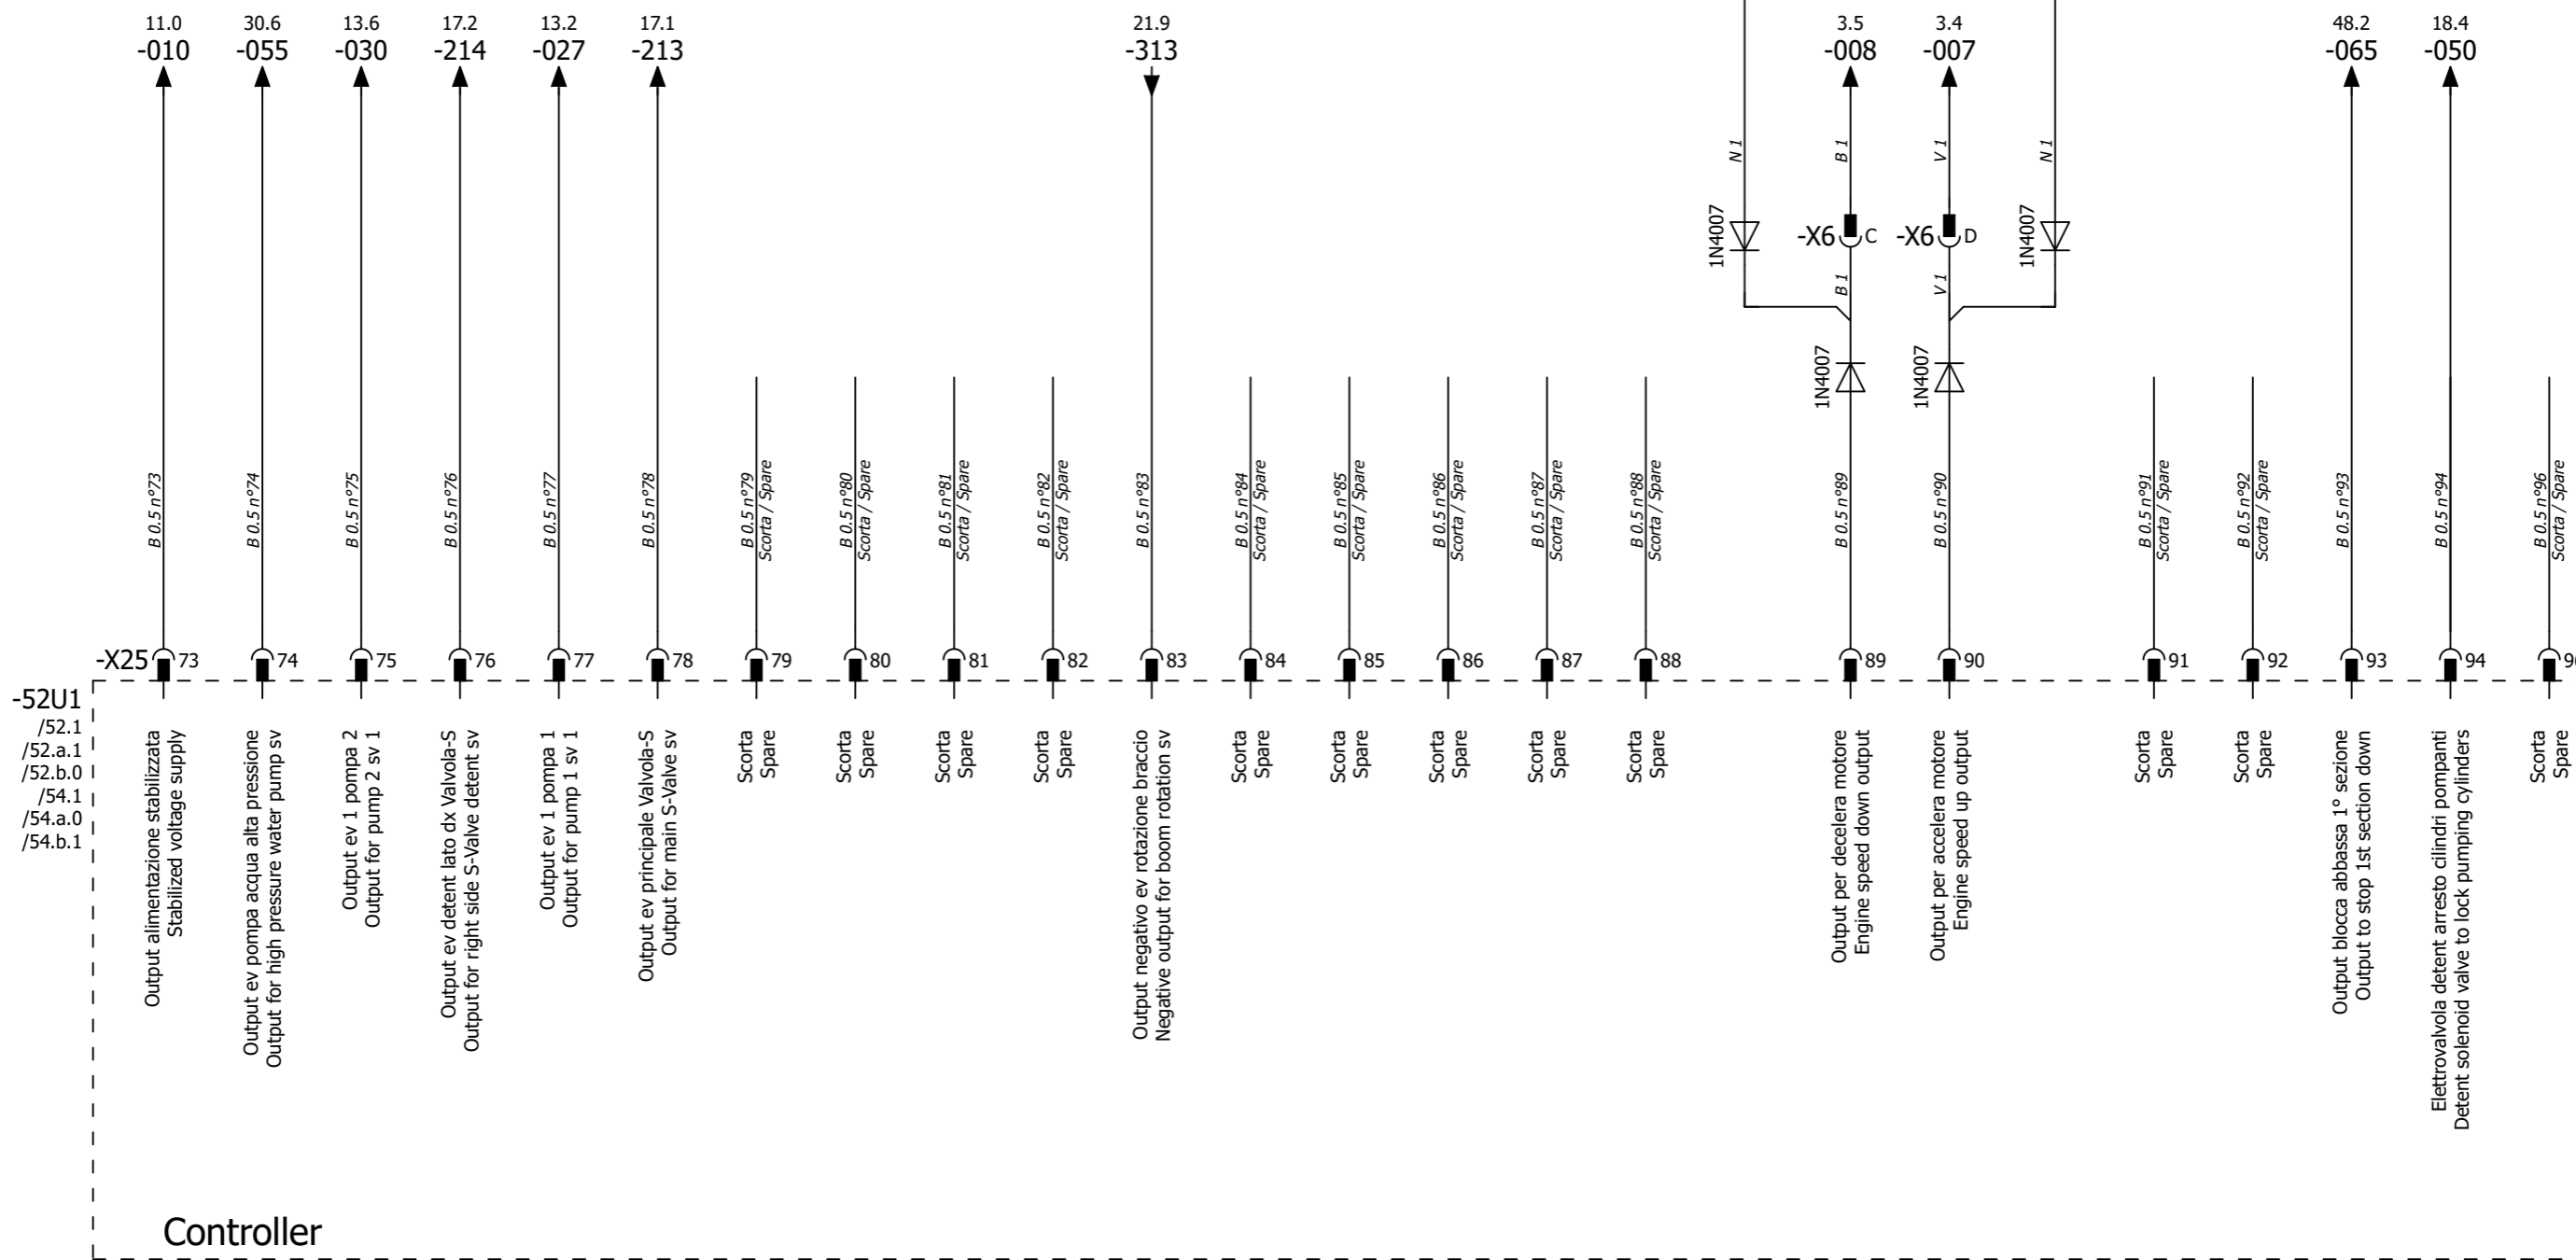 11.0 30.6 13.6 17.2 13.2 17.1 21.9 3.5 3.4 48.2 18.4
-010 -055 -030 -214 -027 -213 -313 -008 -007 -065 -050
N 1 B 1 V 1 N 1
1N4007 -X6 C -X6 D 1N4007
B 1 V 1
1N4007 1N4007
B 0.5 n°73
B 0.5 n°74
B 0.5 n°75
B 0.5 n°76
B 0.5 n°77
B 0.5 n°78
B 0.5 n°79
Scorta / Spare
B 0.5 n°80
Scorta / Spare
B 0.5 n°81
Scorta / Spare
B 0.5 n°82
Scorta / Spare
B 0.5 n°83
B 0.5 n°84
Scorta / Spare
B 0.5 n°85
Scorta / Spare
B 0.5 n°86
Scorta / Spare
B 0.5 n°87
Scorta / Spare
B 0.5 n°88
Scorta / Spare
B 0.5 n°89
B 0.5 n°90
B 0.5 n°91
Scorta / Spare
B 0.5 n°92
Scorta / Spare
B 0.5 n°93
B 0.5 n°94
B 0.5 n°96
Scorta / Spare
-X25 73 74 75 76 77 78 79 80 81 82 83 84 85 86 87 88 89 90 91 92 93 94
-52U1
/52.1
/52.a.1
/52.b.0
/54.1
/54.a.0
/54.b.1
Output alimentazione stabilizzata
Stabilized voltage supply
Output ev pompa acqua alta pressione
Output for high pressure water pump sv
Output ev 1 pompa 2
Output for pump 2 sv 1
Output ev detent lato dx Valvola-S
Output for right side S-Valve detent sv
Output ev 1 pompa 1
Output for pump 1 sv 1
Output ev principale Valvola-S
Output for main S-Valve sv
Scorta
Spare
Scorta
Spare
Scorta
Spare
Scorta
Spare
Output negativo ev rotazione braccio
Negative output for boom rotation sv
Scorta
Spare
Scorta
Spare
Scorta
Spare
Scorta
Spare
Scorta
Spare
Output per decelera motore
Engine speed down output
Output per accelera motore
Engine speed up output
Scorta
Spare
Scorta
Spare
Output blocca abbassa 1° sezione
Output to stop 1st section down
Elettrovalvola detent arresto cilindri pompanti
Detent solenoid valve to lock pumping cylinders
Scorta
Spare
Controller